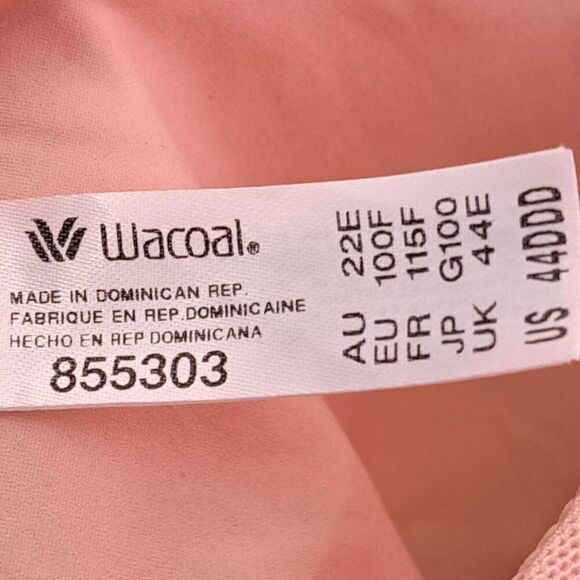 Wacoal®
MADE IN DOMINICAN REP.
FABRIQUE EN REP.DOMINICAINE
HECHO EN REP DOMINICANA
855303
AU 22E
EU 100F
FR 115F
JP G100
UK 44E
US 44DDD